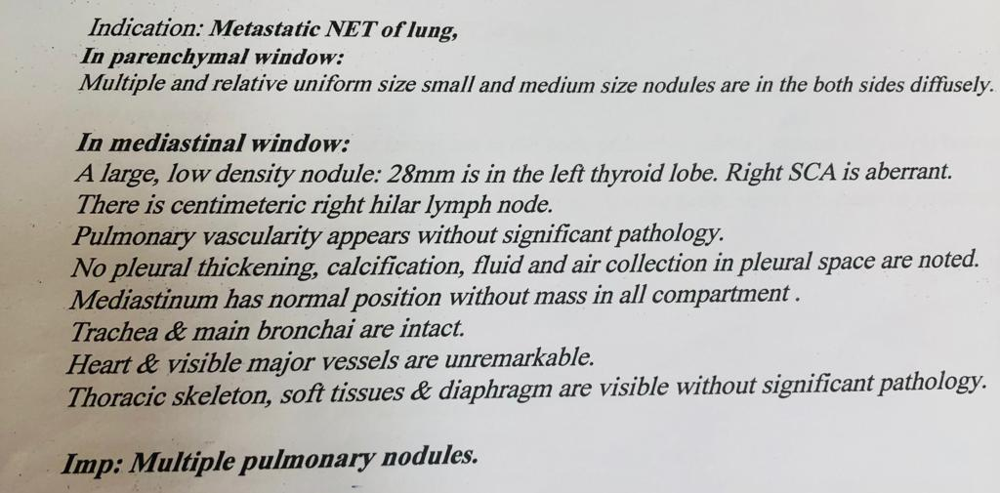 Indication: Metastatic NET of lung,
In parenchymal window:
Multiple and relative uniform size small and medium size nodules are in the both sides diffusely.
In mediastinal window:
A large, low density nodule: 28mm is in the left thyroid lobe. Right SCA is aberrant.
There is centimeteric right hilar lymph node.
Pulmonary vascularity appears without significant pathology.
No pleural thickening, calcification, fluid and air collection in pleural space are noted.
Mediastinum has normal position without mass in all compartment .
Trachea & main bronchai are intact.
Heart & visible major vessels are unremarkable.
Thoracic skeleton, soft tissues & diaphragm are visible without significant pathology.
Imp: Multiple pulmonary nodules.